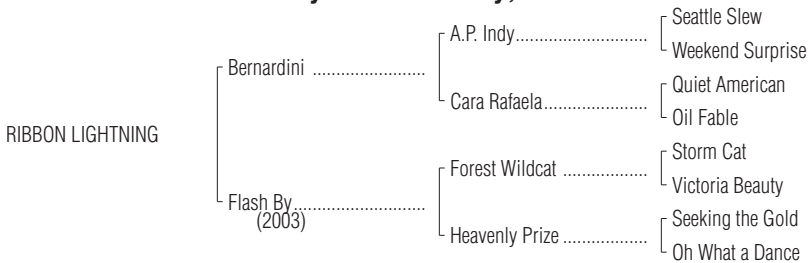 A.P. Indy
Seattle Slew
Weekend Surprise
Bernardini
Cara Rafaela
Quiet American
Oil Fable
RIBBON LIGHTNING
Forest Wildcat
Storm Cat
Victoria Beauty
Flash By
(2003)
Heavenly Prize
Seeking the Gold
Oh What a Dance